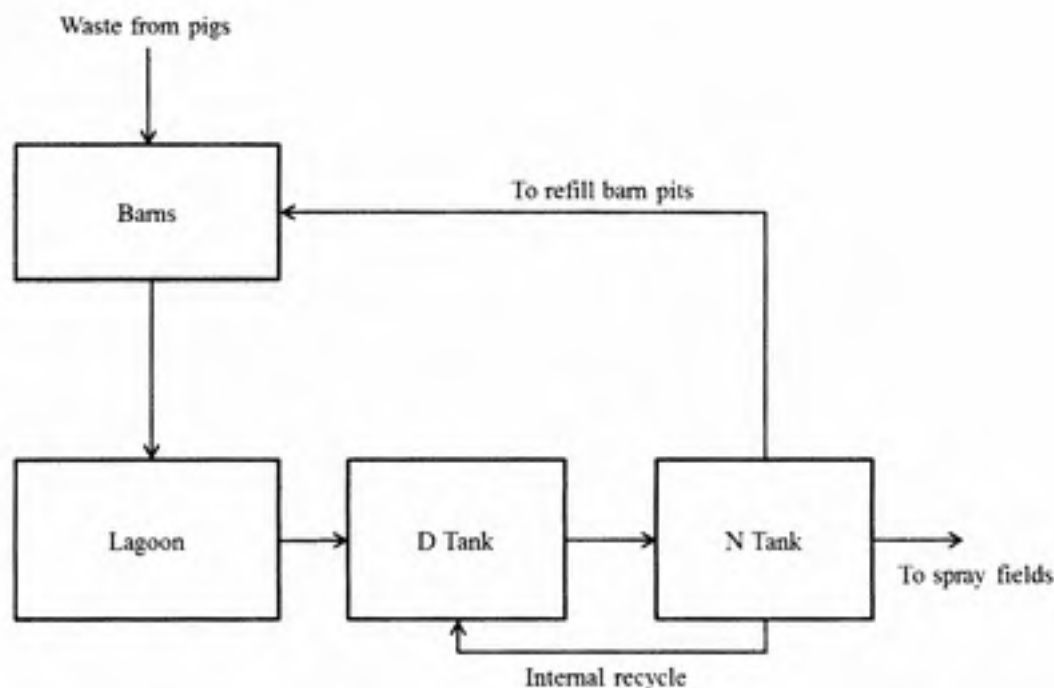 Waste from pigs
To refill barn pits
Barns
Lagoon
D Tank
N Tank
To spray fields
Internal recycle